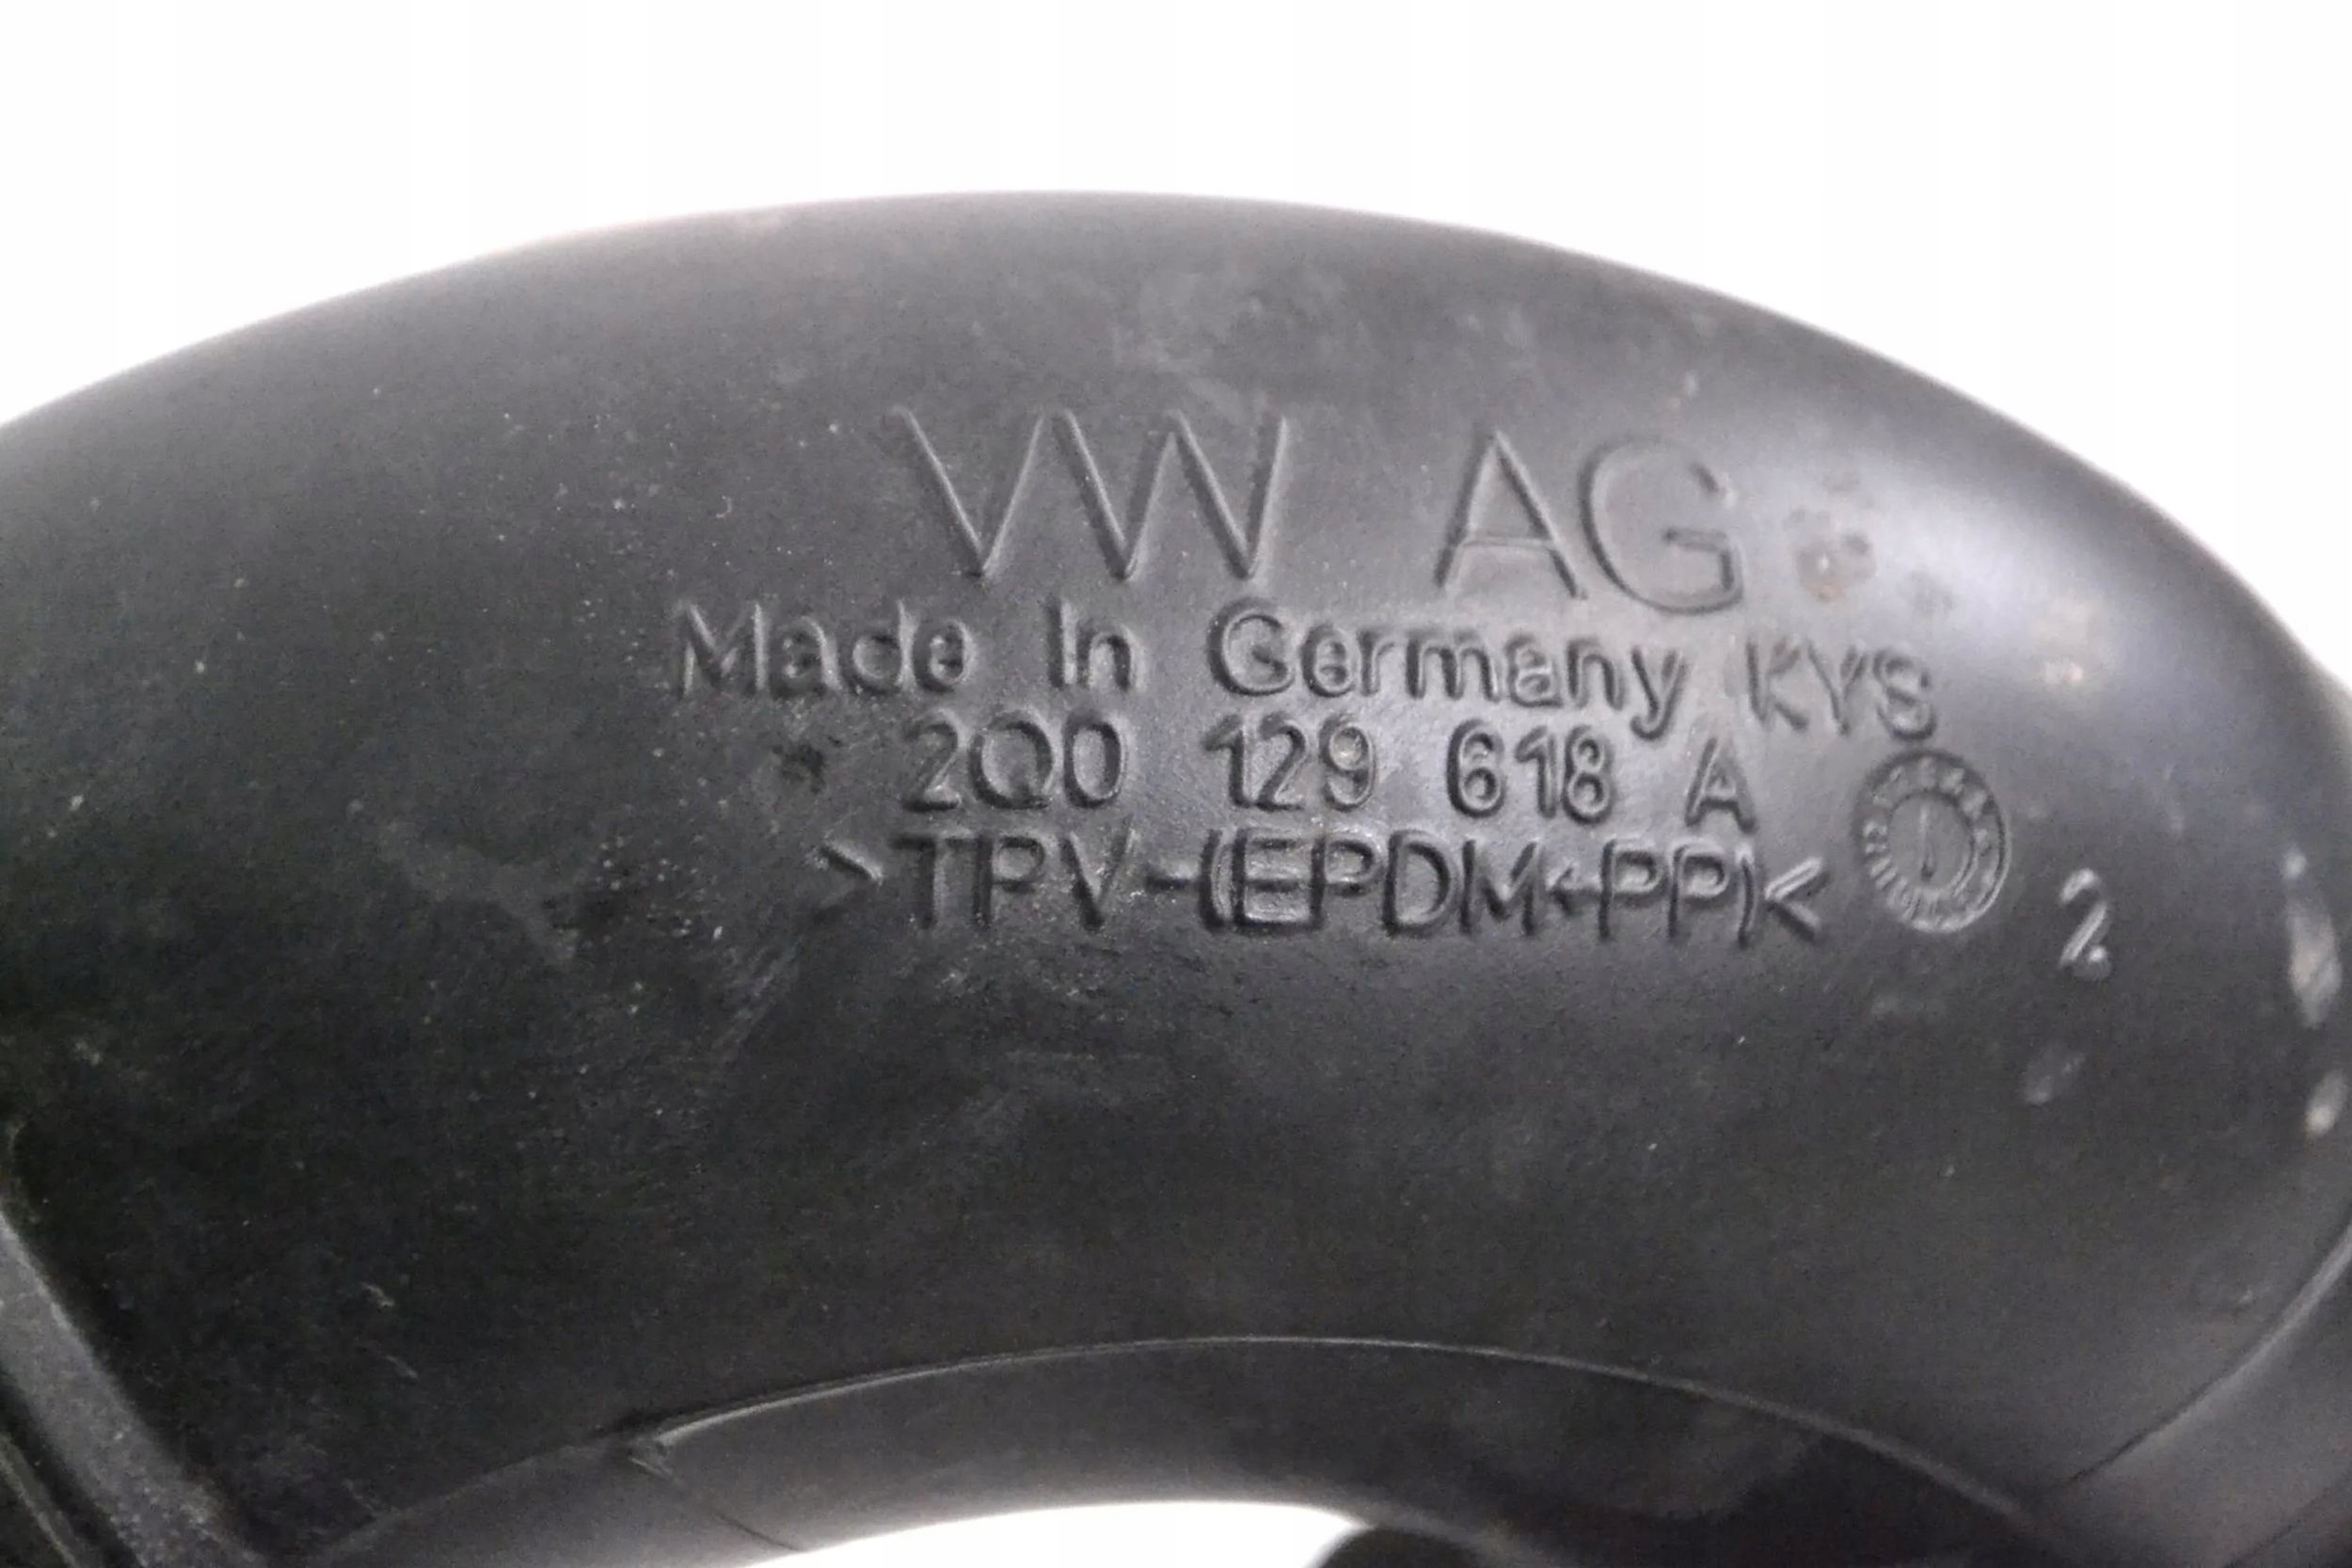 VW AG
Made In Germany KYS
2Q0 129 618 A
>TPV-(EPDM+PP)<
2